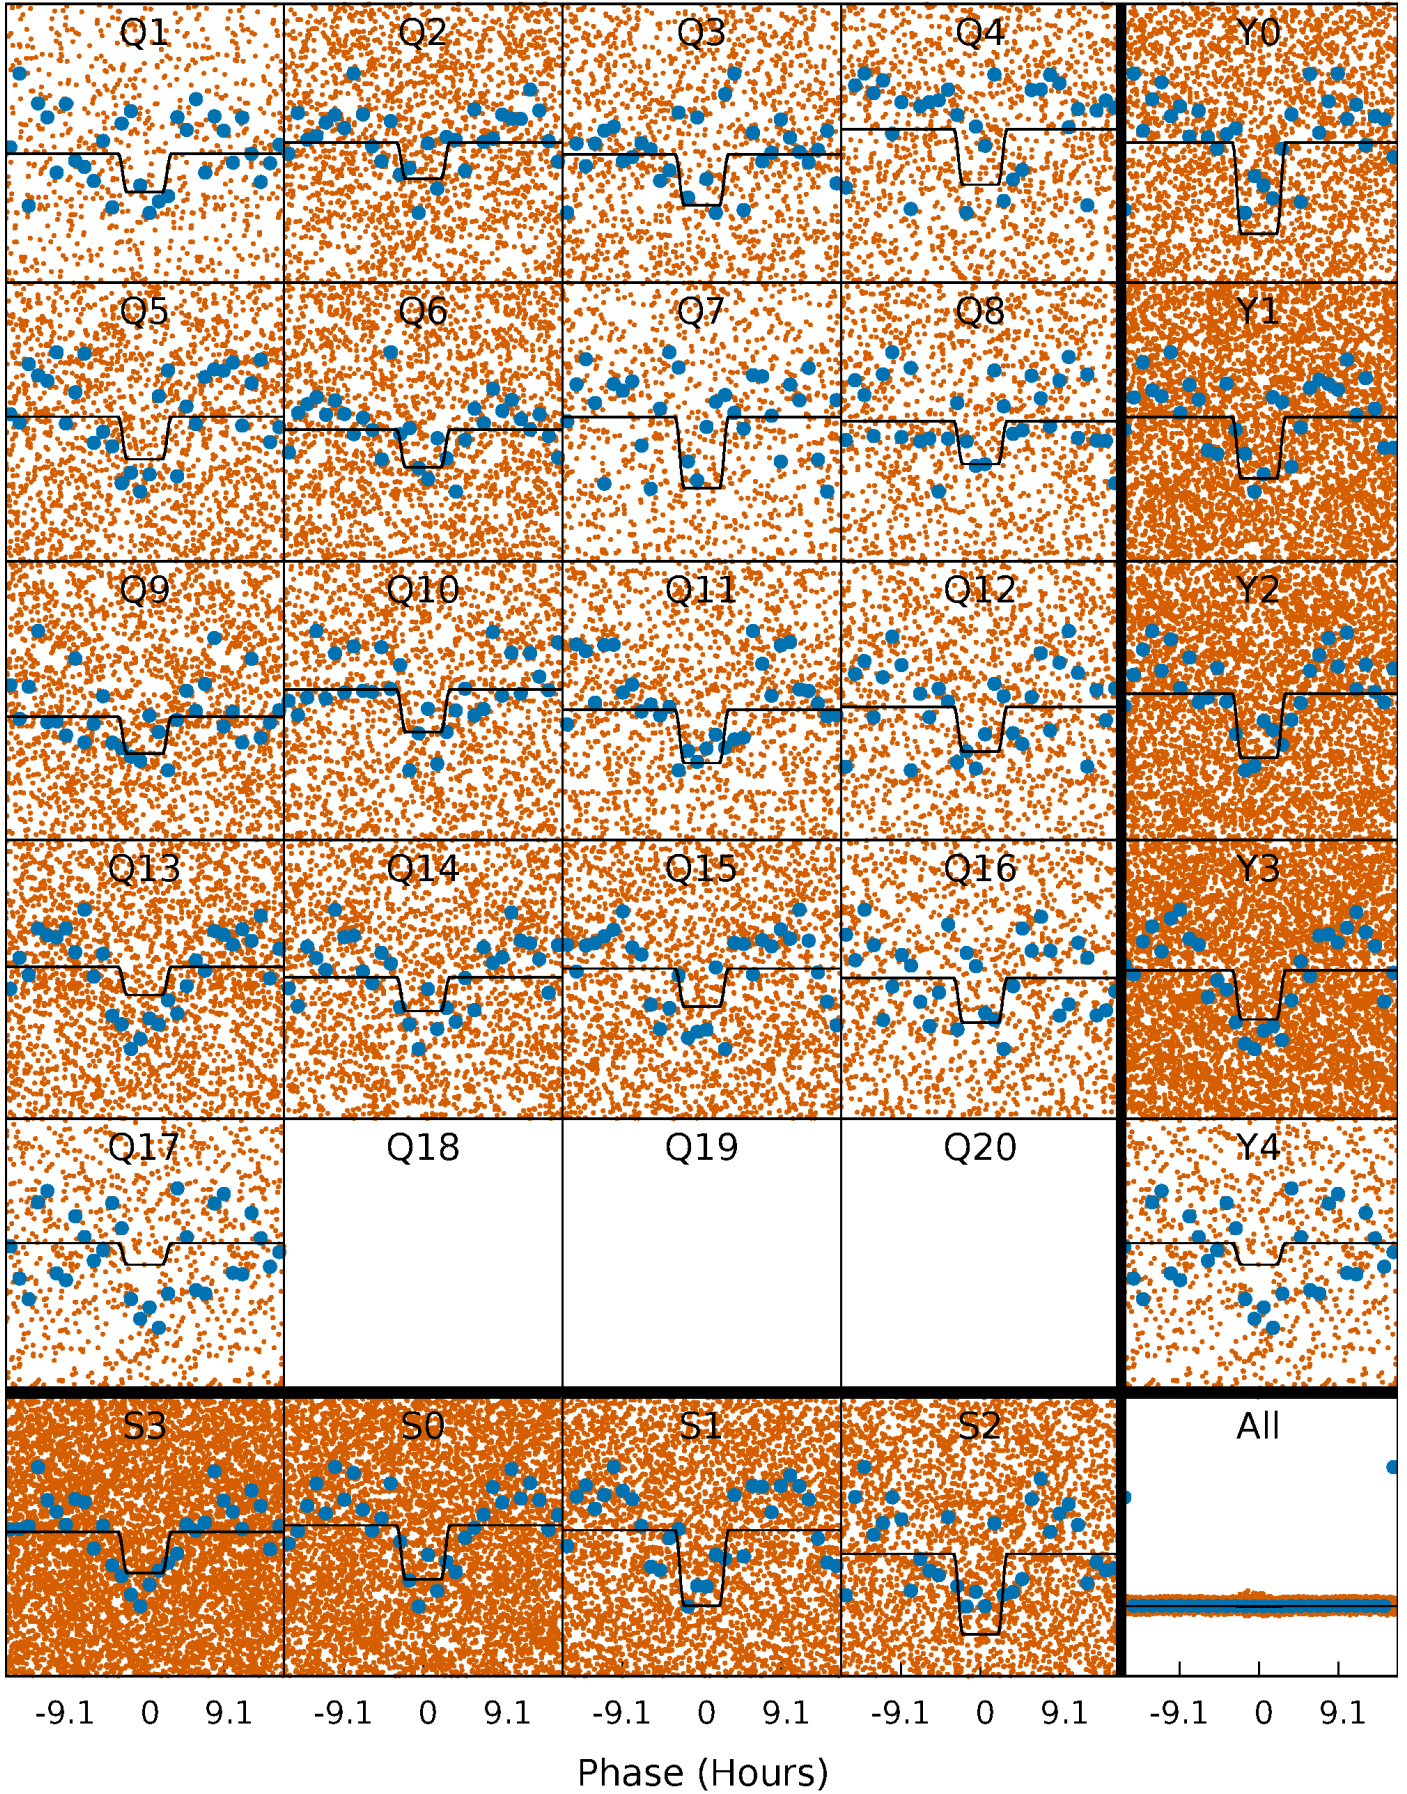 Q1 Q2 Q3 Q4 Y0
Q5 Q6 Q7 Q8 Y1
Q9 Q10 Q11 Q12 Y2
Q13 Q14 Q15 Q16 Y3
Q17 Q18 Q19 Q20 Y4
S3 S0 S1 S2 All
-9.1 0 9.1 -9.1 0 9.1 -9.1 0 9.1 -9.1 0 9.1 -9.1 0 9.1
Phase (Hours)